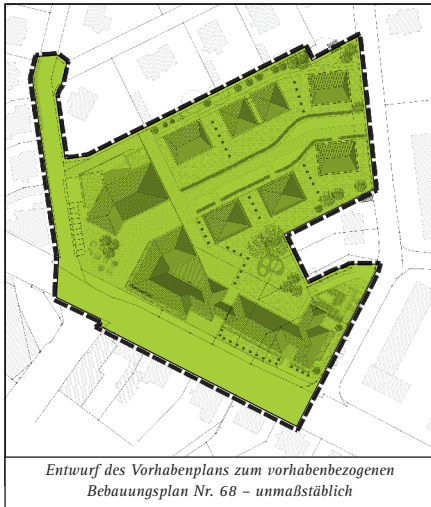 Entwurf des Vorhabenplans zum vorhabenbezogenen
Bebauungsplan Nr. 68 – unmaßstäblich